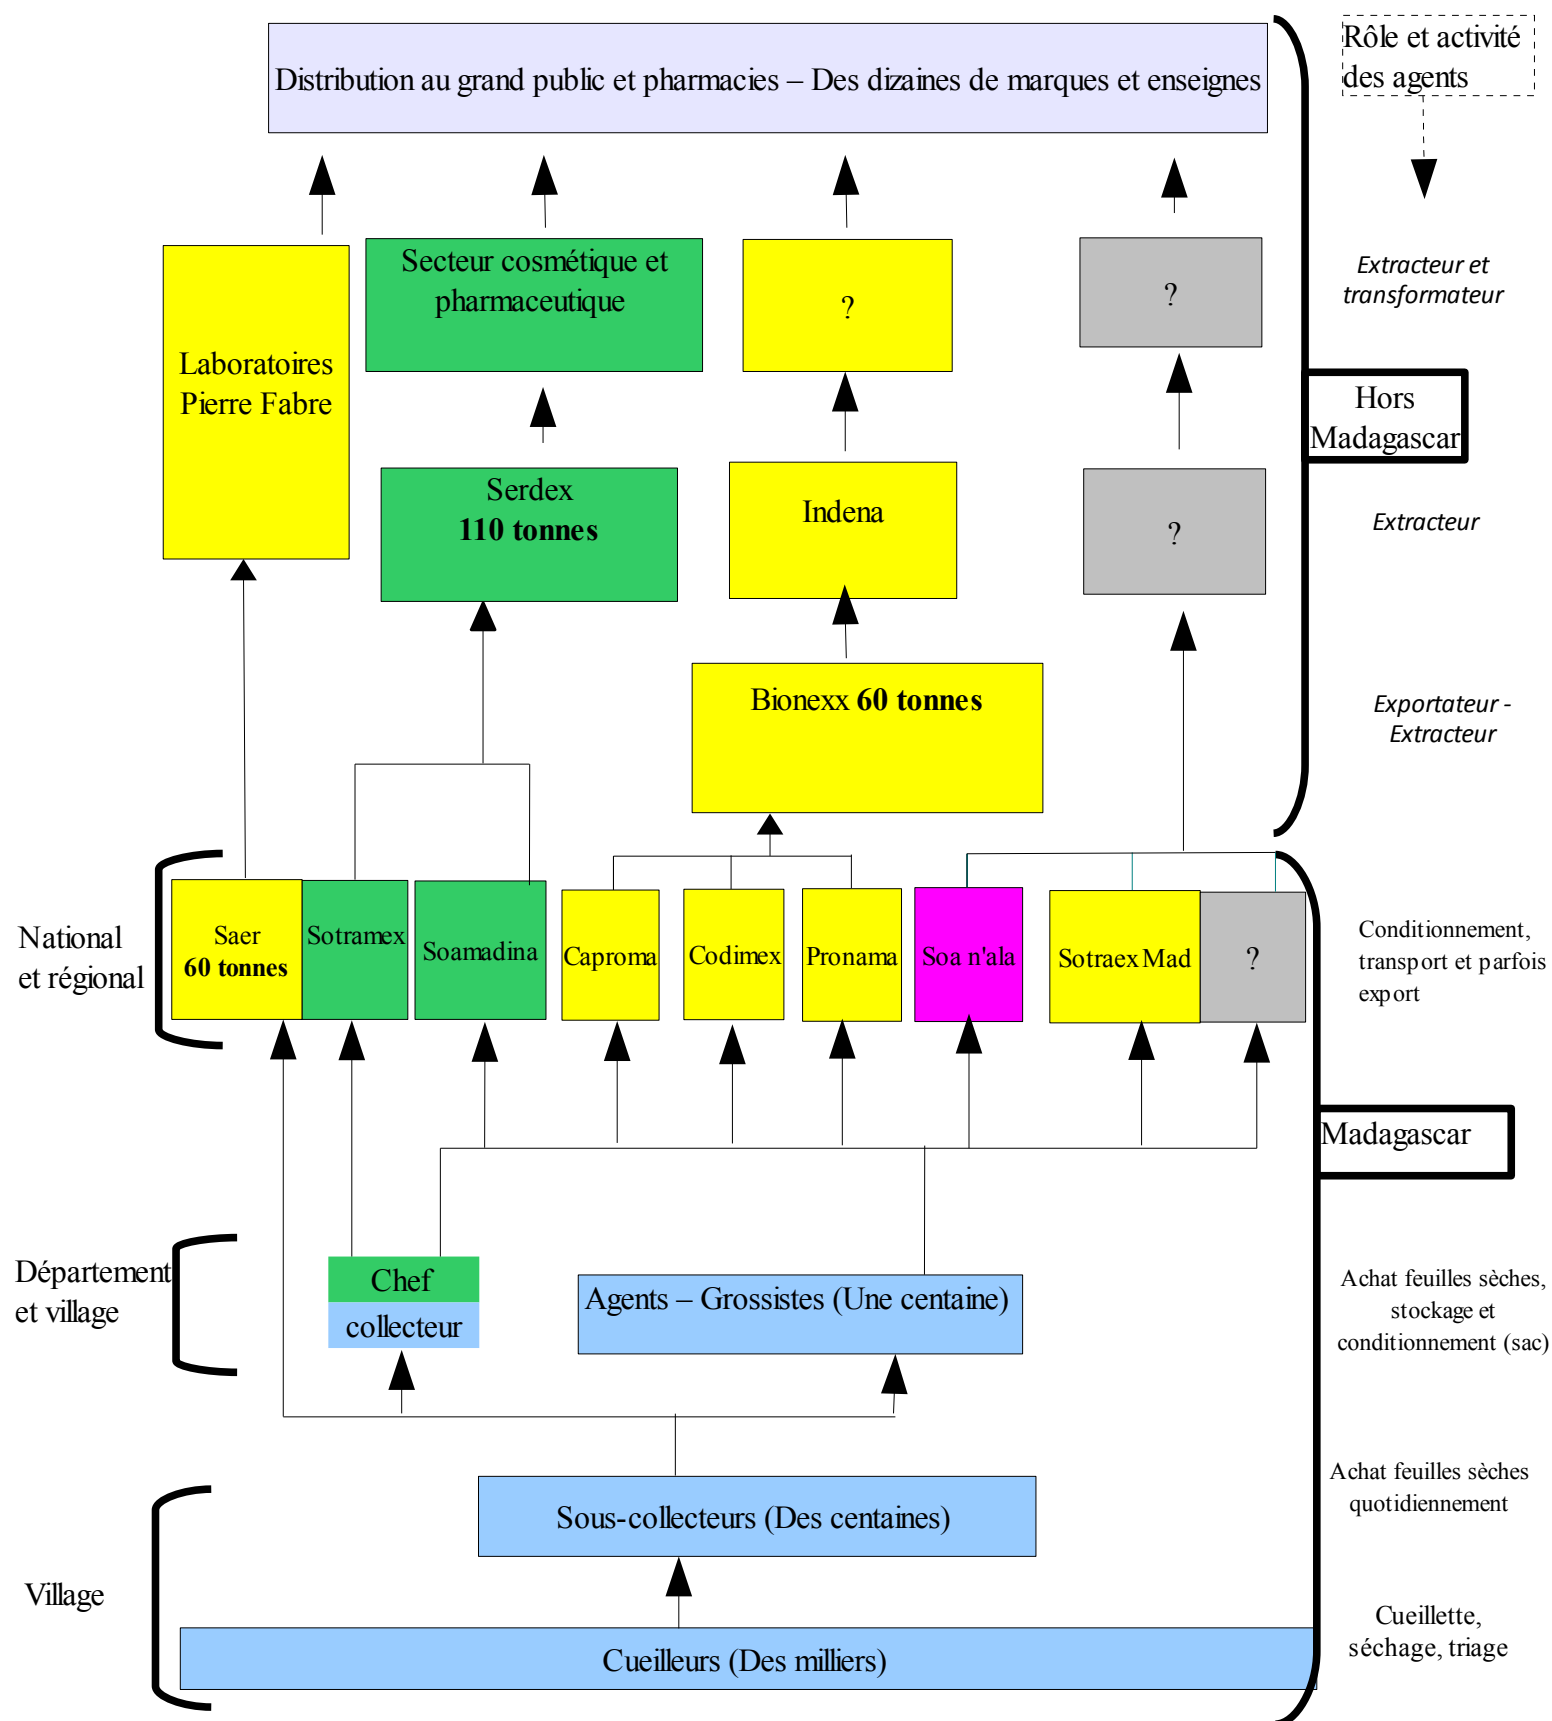 Distribution au grand public et pharmacies – Des dizaines de marques et enseignes
Rôle et activité
des agents
Laboratoires
Pierre Fabre
Secteur cosmétique et
pharmaceutique
?
?
Extracteur et
transformateur
Hors
Madagascar
Serdex
110 tonnes
Indena
?
Extracteur
Bionexx 60 tonnes
Exportateur -
Extracteur
National
et régional
Saer
60 tonnes
Sotramex
Soamadina
Caproma
Codimex
Pronama
Soa n'ala
Sotraex Mad
?
Conditionnement,
transport et parfois
export
Madagascar
Département
et village
Chef
collecteur
Agents – Grossistes (Une centaine)
Achat feuilles sèches,
stockage et
conditionnement (sac)
Sous-collecteurs (Des centaines)
Achat feuilles sèches
quotidiennement
Village
Cueilleurs (Des milliers)
Cueillette,
séchage, triage